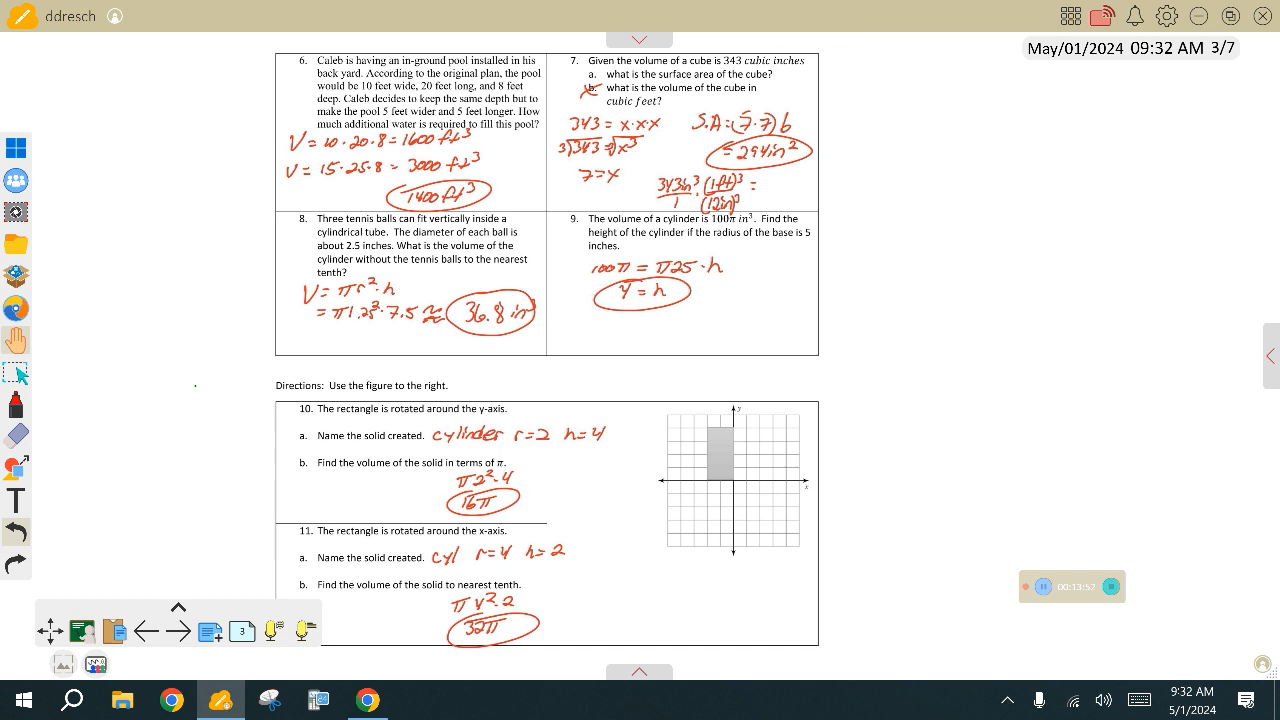 ddresch
May/01/2024 09:32 AM 3/7
6. Caleb is having an in-ground pool installed in his
back yard. According to the original plan, the pool
would be 10 feet wide, 20 feet long, and 8 feet
deep. Caleb decides to keep the same depth but to
make the pool 5 feet wider and 5 feet longer. How
much additional water is required to fill this pool?
V = 10·20·8 = 1600 ft³
V = 15·25·8 = 3000 ft³
1400 ft³
7. Given the volume of a cube is 343 cubic inches
a. what is the surface area of the cube?
b. what is the volume of the cube in
cubic feet?
343 = x·x·x
3√343 = 3√x³
7 = x
S.A = (7·7)6
= 294 in²
343in³/1 · (1ft)³/(12in)³ =
8. Three tennis balls can fit vertically inside a
cylindrical tube. The diameter of each ball is
about 2.5 inches. What is the volume of the
cylinder without the tennis balls to the nearest
tenth?
V = πr²·h
= π1.25²·7.5 ≈ 36.8 in³
9. The volume of a cylinder is 100π in³. Find the
height of the cylinder if the radius of the base is 5
inches.
100π = π25·h
4 = h
Directions: Use the figure to the right.
10. The rectangle is rotated around the y-axis.
a. Name the solid created. cylinder r=2 h=4
b. Find the volume of the solid in terms of π.
π2²·4
16π
y
x
11. The rectangle is rotated around the x-axis.
a. Name the solid created. cyl r=4 h=2
b. Find the volume of the solid to nearest tenth.
π4²·2
32π
00:13:52
3
T
9:32 AM
5/1/2024